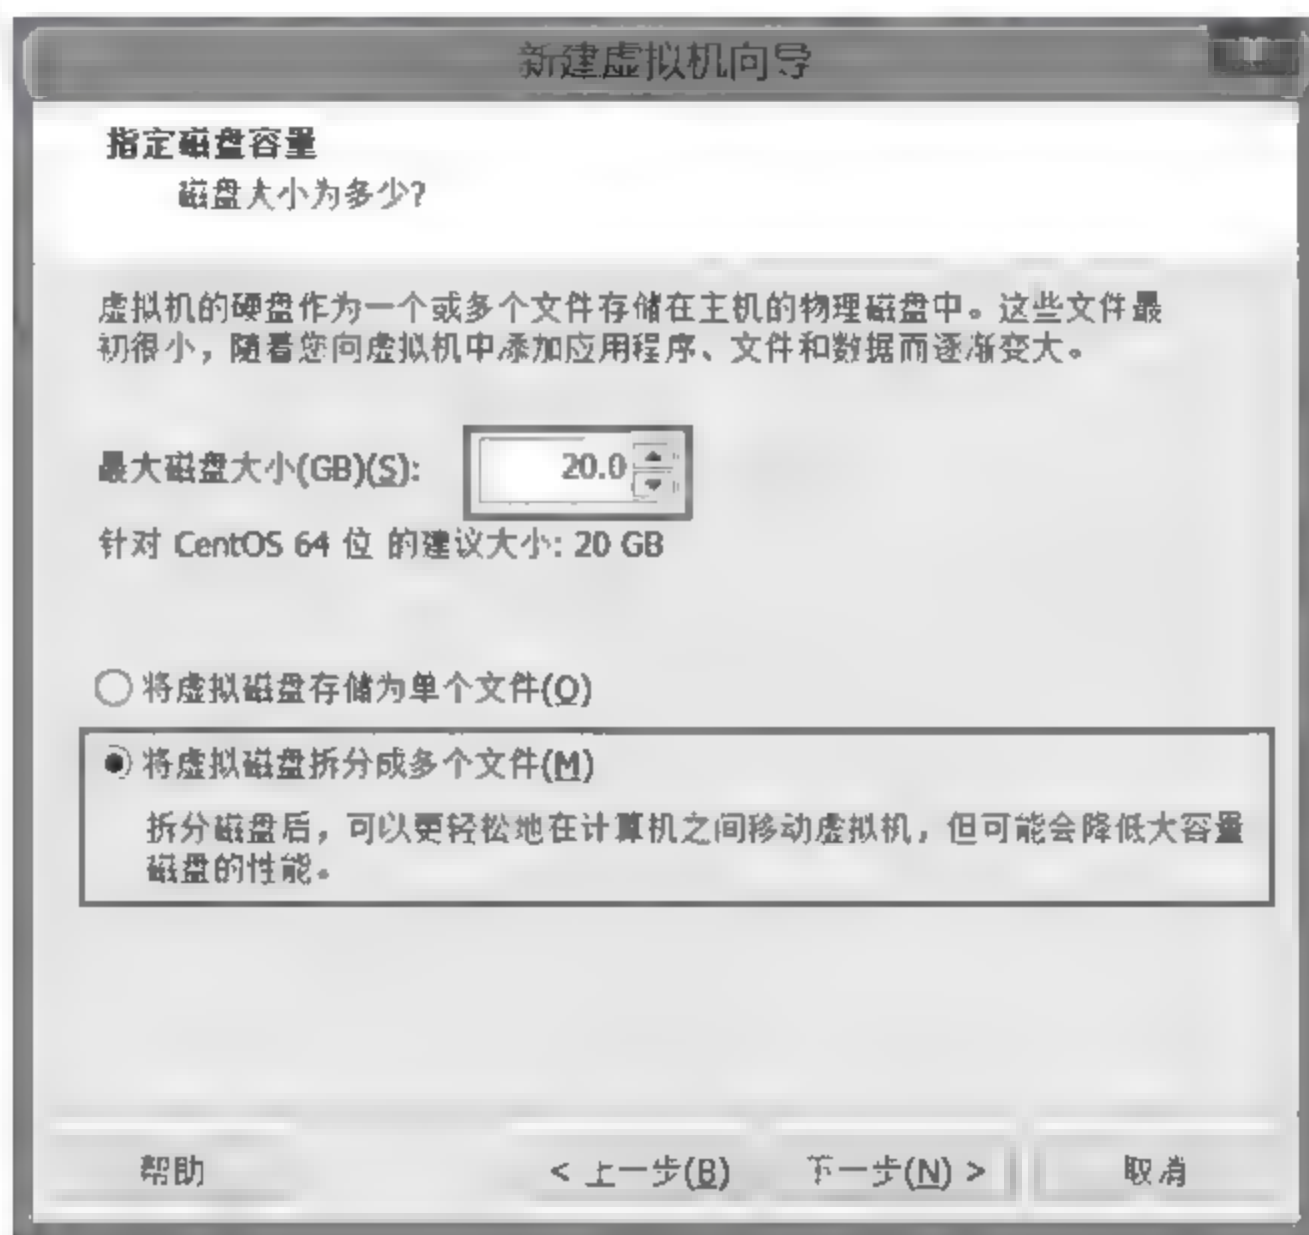 新建虚拟机向导
指定磁盘容量
磁盘大小为多少?
虚拟机的硬盘作为一个或多个文件存储在主机的物理磁盘中。这些文件最
初很小，随着您向虚拟机中添加应用程序、文件和数据而逐渐变大。
最大磁盘大小(GB)(S): 20.0
针对 CentOS 64 位 的建议大小: 20 GB
将虚拟磁盘存储为单个文件(O)
将虚拟磁盘拆分成多个文件(M)
拆分磁盘后，可以更轻松地在计算机之间移动虚拟机，但可能会降低大容量
磁盘的性能。
帮助 < 上一步(B) 下一步(N) > 取消